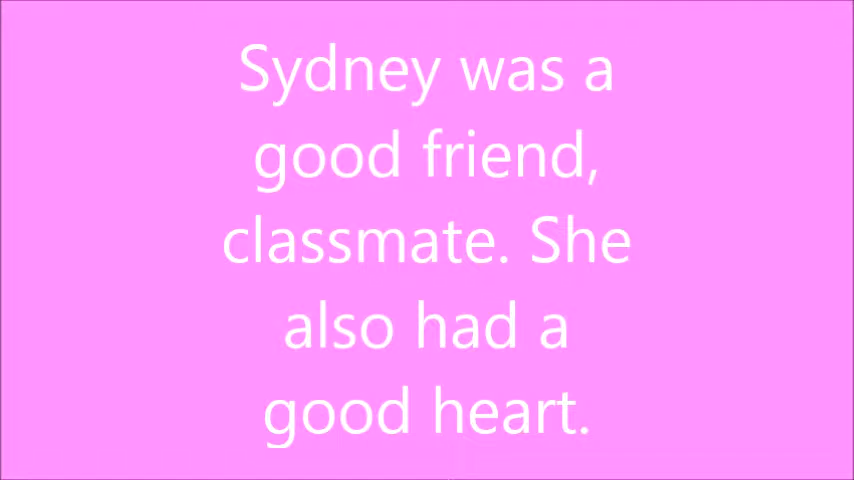 Sydney was a
good friend,
classmate. She
also had a
good heart.